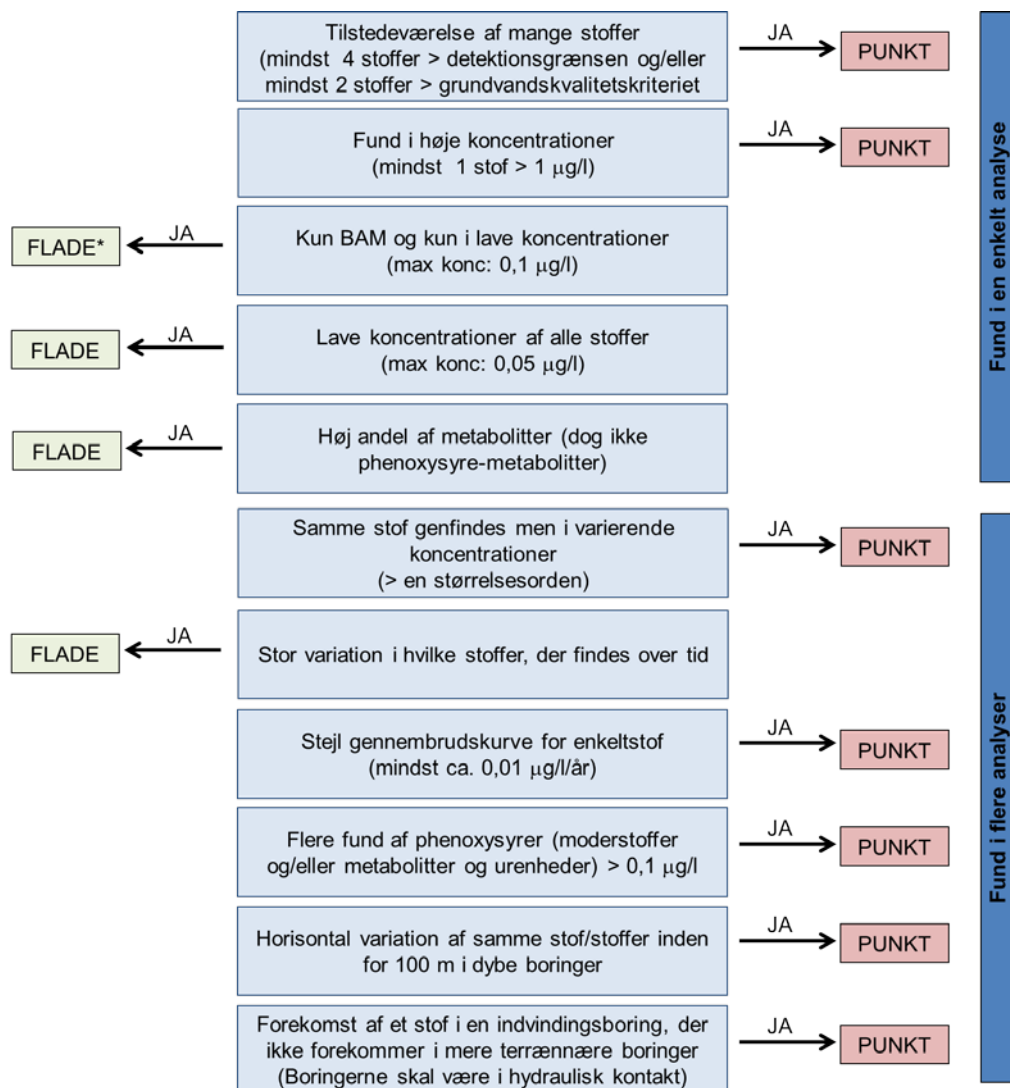 Tilstedeværelse af mange stoffer
(mindst 4 stoffer > detektionsgrænsen og/eller
mindst 2 stoffer > grundvandskvalitetskriteriet
JA
PUNKT
Fund i høje koncentrationer
(mindst 1 stof > 1 µg/l)
JA
PUNKT
FLADE*
JA
Kun BAM og kun i lave koncentrationer
(max konc: 0,1 µg/l)
FLADE
JA
Lave koncentrationer af alle stoffer
(max konc: 0,05 µg/l)
FLADE
JA
Høj andel af metabolitter (dog ikke
phenoxysyre-metabolitter)
Fund i en enkelt analyse
Samme stof genfindes men i varierende
koncentrationer
(> en størrelsesorden)
JA
PUNKT
FLADE
JA
Stor variation i hvilke stoffer, der findes over tid
Stejl gennembrudskurve for enkeltstof
(mindst ca. 0,01 µg/l/år)
JA
PUNKT
Flere fund af phenoxysyrer (moderstoffer
og/eller metabolitter og urenheder) > 0,1 µg/l
JA
PUNKT
Horisontal variation af samme stof/stoffer inden
for 100 m i dybe boringer
JA
PUNKT
Forekomst af et stof i en indvindingsboring, der
ikke forekommer i mere terrænnære boringer
(Boringerne skal være i hydraulisk kontakt)
JA
PUNKT
Fund i flere analyser